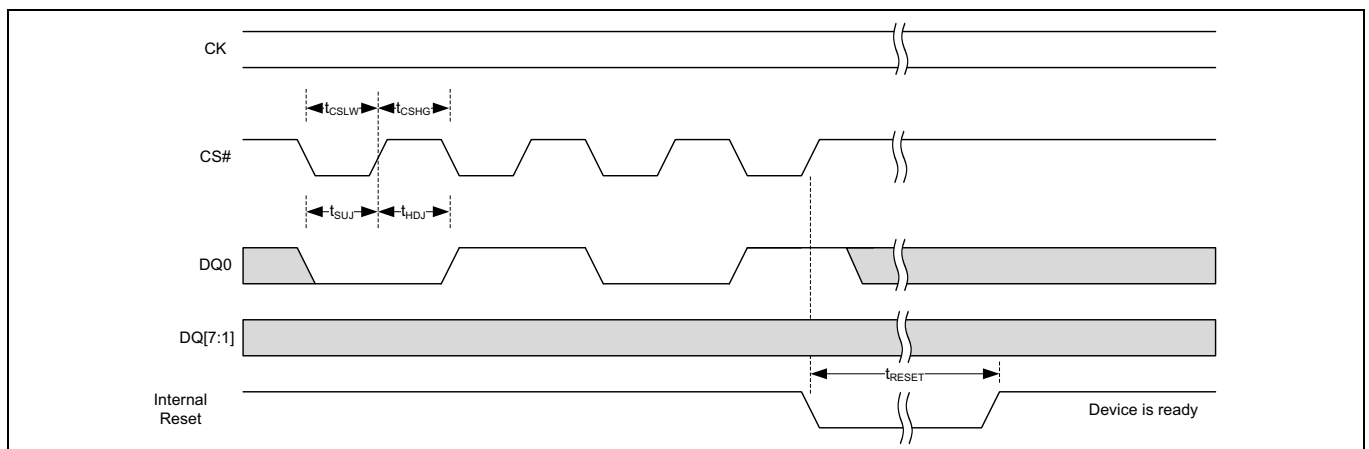 CK
tCSLW tCSHG
CS#
tSUJ tHDJ
DQ0
DQ[7:1]
tRESET
Internal
Reset
Device is ready